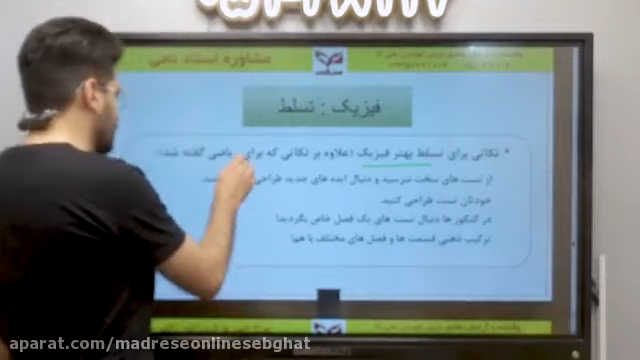 مشاوره استاد نامی
فیزیک : تسلط
• نکاتی برای تسلط بهتر فیزیک (علاوه بر نکاتی که برای ریاضی گفته شد):
از تست های سخت نترسید و دنبال ایده های جدید طراحی
خودتان تست طراحی کنید.
در کنکور ها دنبال تست های یک فصل خاص بگردید!
ترکیب ذهنی قسمت ها و فصل های مختلف با هم!
aparat.com/madreseonlinesebghat